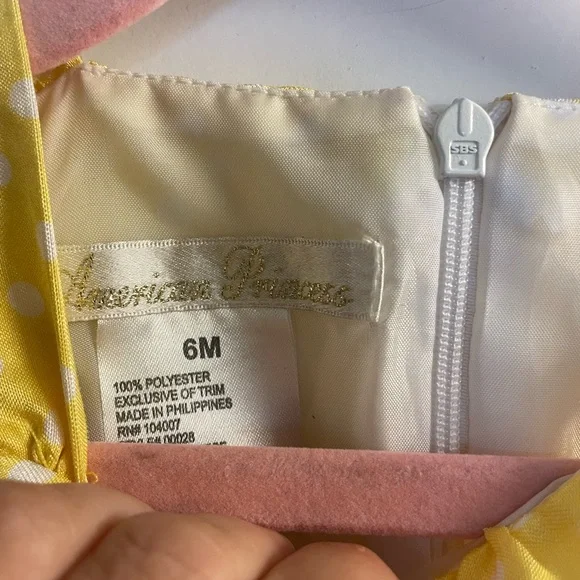 SBS
American Princess
6M
100% POLYESTER
EXCLUSIVE OF TRIM
MADE IN PHILIPPINES
RN# 104007